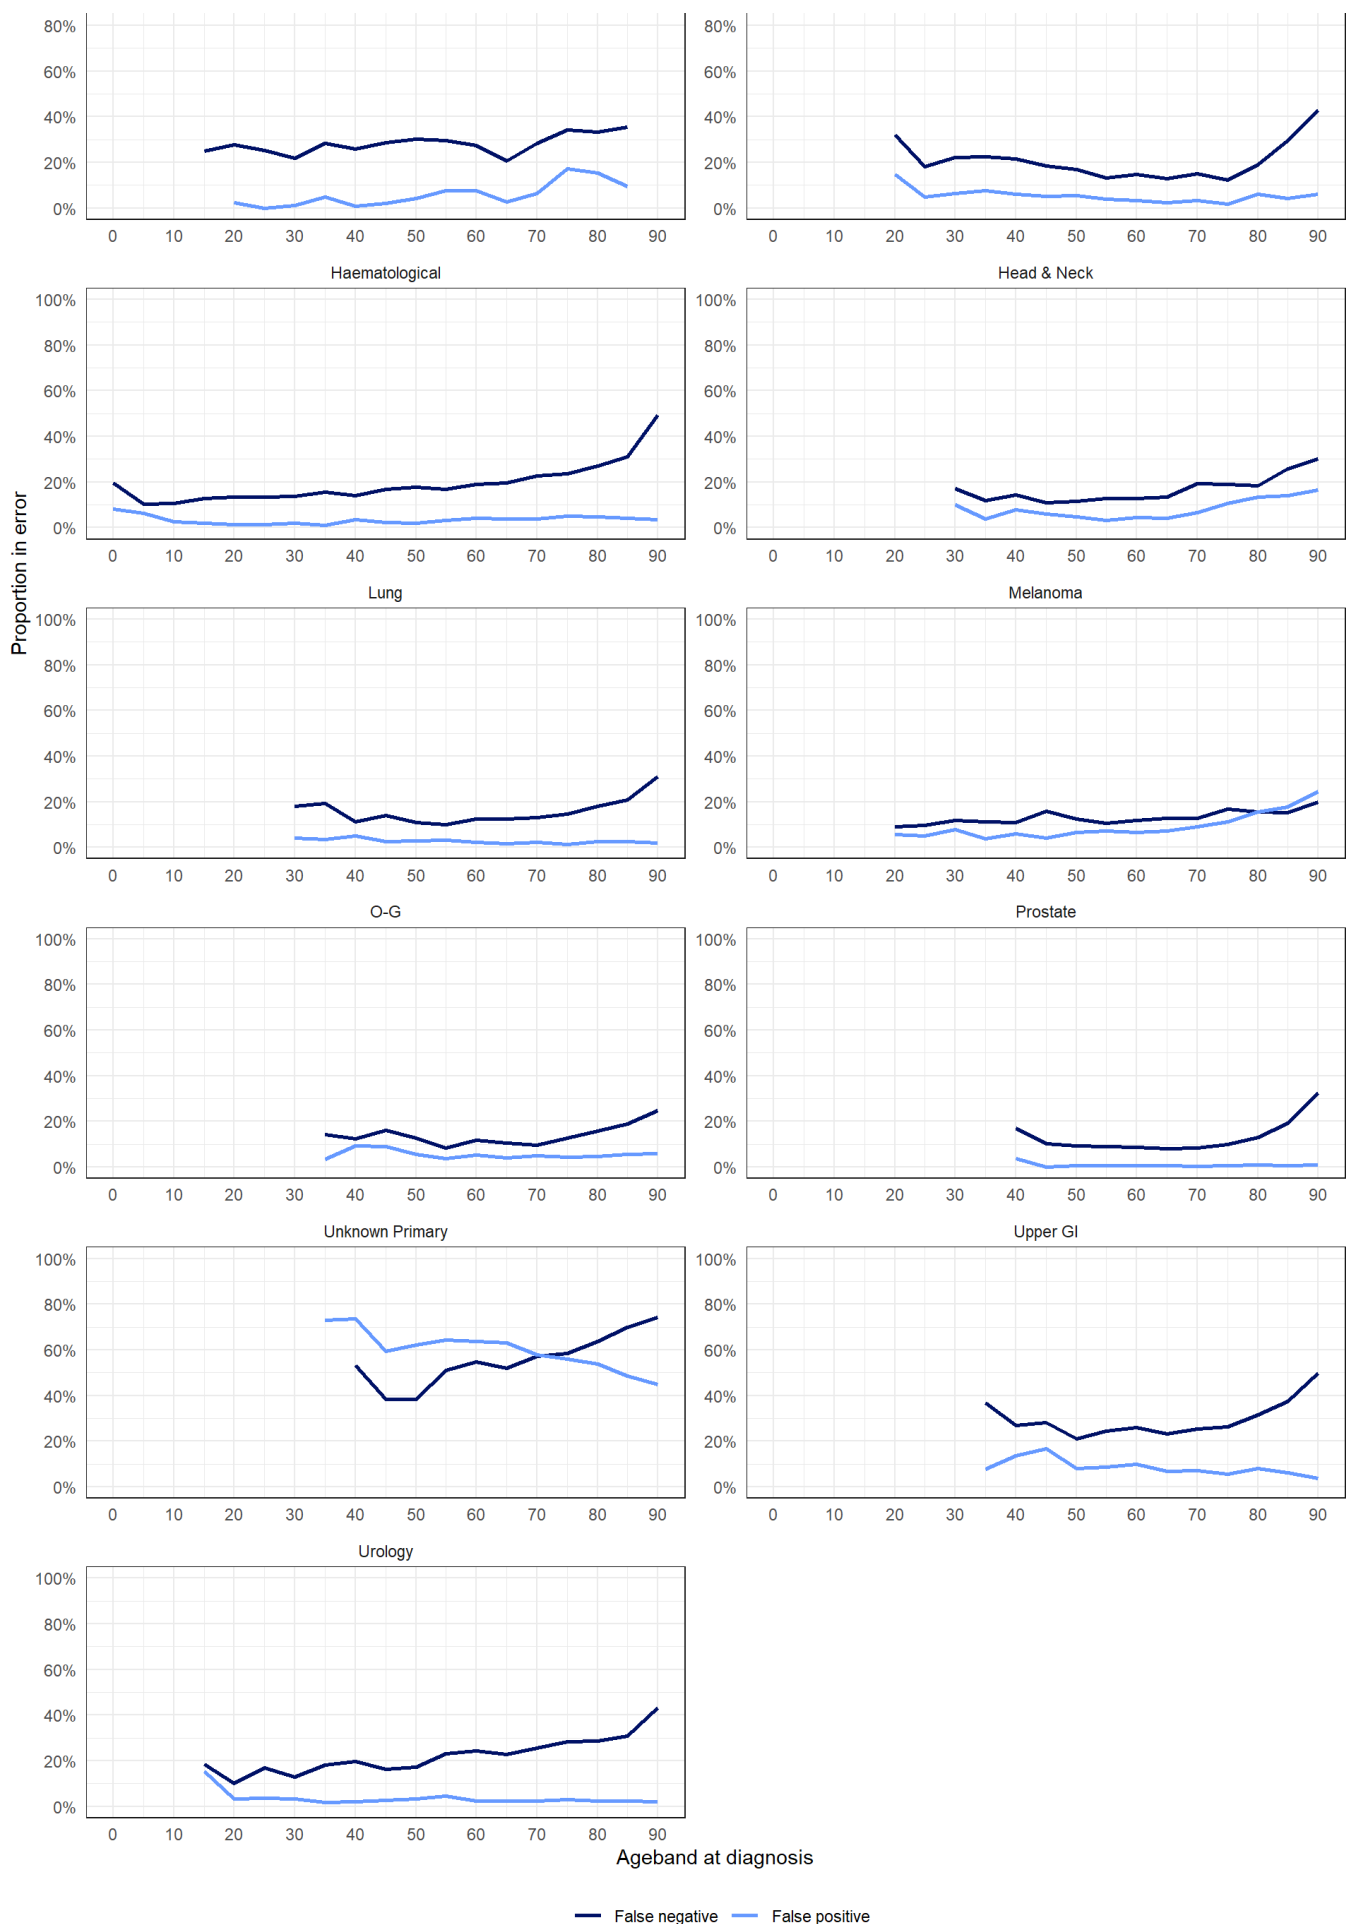 80% 80%
60% 60%
40% 40%
20% 20%
0% 0%
0 10 20 30 40 50 60 70 80 90 0 10 20 30 40 50 60 70 80 90
Haematological Head & Neck
100% 100%
80% 80%
60% 60%
40% 40%
20% 20%
0% 0%
0 10 20 30 40 50 60 70 80 90 0 10 20 30 40 50 60 70 80 90
Proportion in error
Lung Melanoma
100% 100%
80% 80%
60% 60%
40% 40%
20% 20%
0% 0%
0 10 20 30 40 50 60 70 80 90 0 10 20 30 40 50 60 70 80 90
O-G Prostate
100% 100%
80% 80%
60% 60%
40% 40%
20% 20%
0% 0%
0 10 20 30 40 50 60 70 80 90 0 10 20 30 40 50 60 70 80 90
Unknown Primary Upper GI
100% 100%
80% 80%
60% 60%
40% 40%
20% 20%
0% 0%
0 10 20 30 40 50 60 70 80 90 0 10 20 30 40 50 60 70 80 90
Urology
100%
80%
60%
40%
20%
0%
0 10 20 30 40 50 60 70 80 90
Ageband at diagnosis
False negative False positive